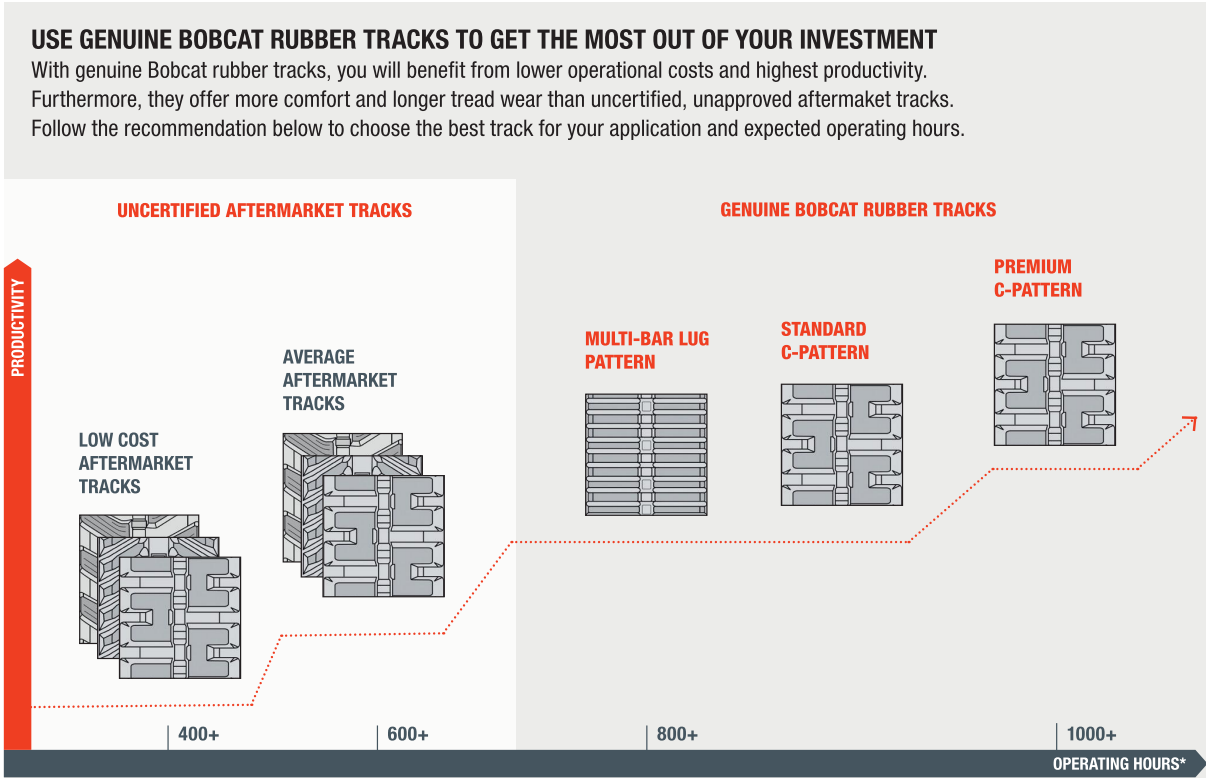 USE GENUINE BOBCAT RUBBER TRACKS TO GET THE MOST OUT OF YOUR INVESTMENT
With genuine Bobcat rubber tracks, you will benefit from lower operational costs and highest productivity.
Furthermore, they offer more comfort and longer tread wear than uncertified, unapproved aftermaket tracks.
Follow the recommendation below to choose the best track for your application and expected operating hours.
UNCERTIFIED AFTERMARKET TRACKS
GENUINE BOBCAT RUBBER TRACKS
PRODUCTIVITY
LOW COST
AFTERMARKET
TRACKS
AVERAGE
AFTERMARKET
TRACKS
MULTI-BAR LUG
PATTERN
STANDARD
C-PATTERN
PREMIUM
C-PATTERN
400+
600+
800+
1000+
OPERATING HOURS*